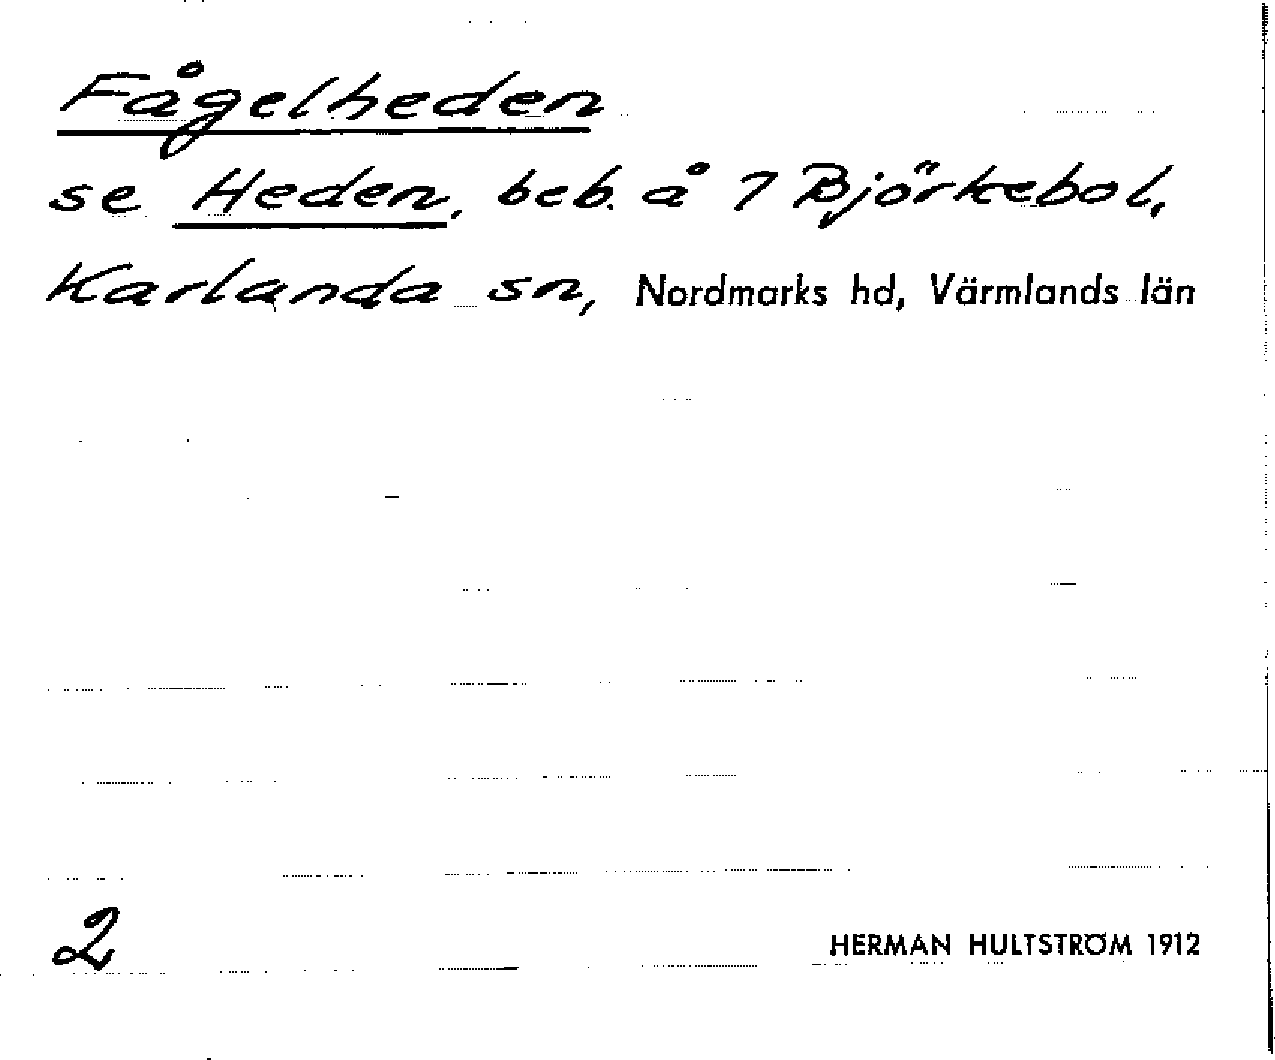 Fågelheden
se Heden, beb. å 7 Björkebol,
Karlanda sn, Nordmarks hd, Värmlands län
2
HERMAN HULTSTRÖM 1912